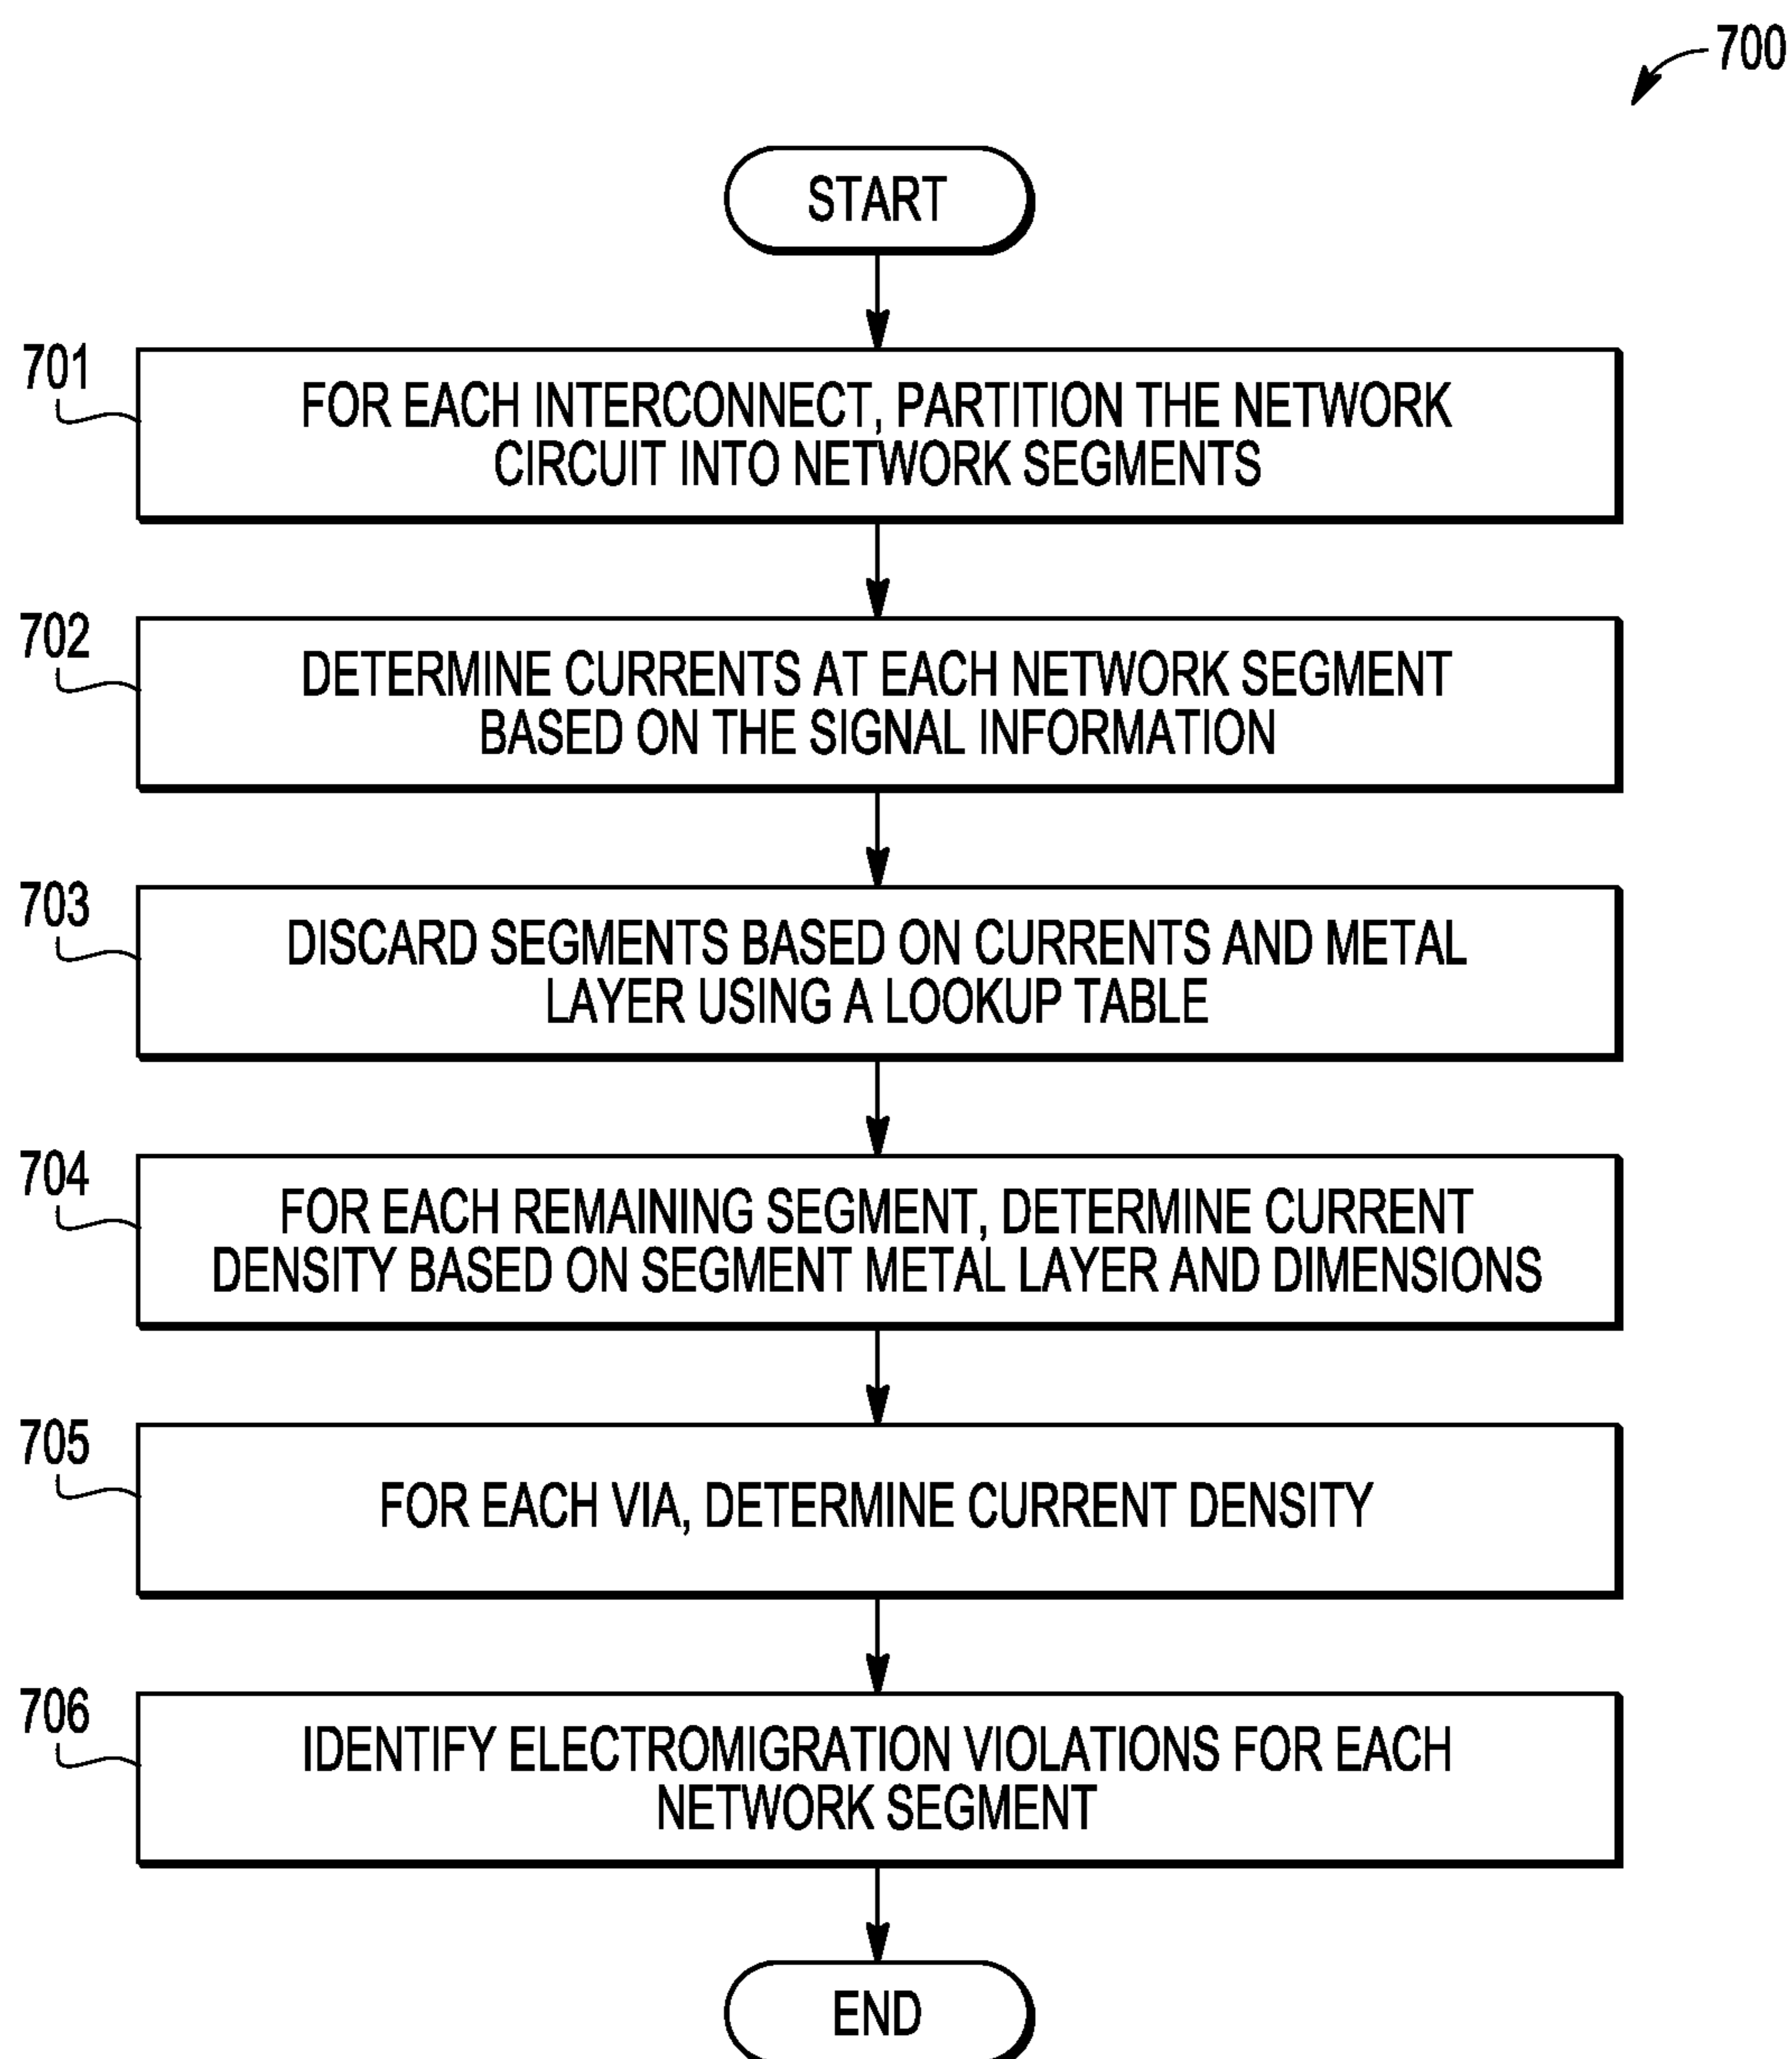 700
START
701
FOR EACH INTERCONNECT, PARTITION THE NETWORK
CIRCUIT INTO NETWORK SEGMENTS
702
DETERMINE CURRENTS AT EACH NETWORK SEGMENT
BASED ON THE SIGNAL INFORMATION
703
DISCARD SEGMENTS BASED ON CURRENTS AND METAL
LAYER USING A LOOKUP TABLE
704
FOR EACH REMAINING SEGMENT, DETERMINE CURRENT
DENSITY BASED ON SEGMENT METAL LAYER AND DIMENSIONS
705
FOR EACH VIA, DETERMINE CURRENT DENSITY
706
IDENTIFY ELECTROMIGRATION VIOLATIONS FOR EACH
NETWORK SEGMENT
END